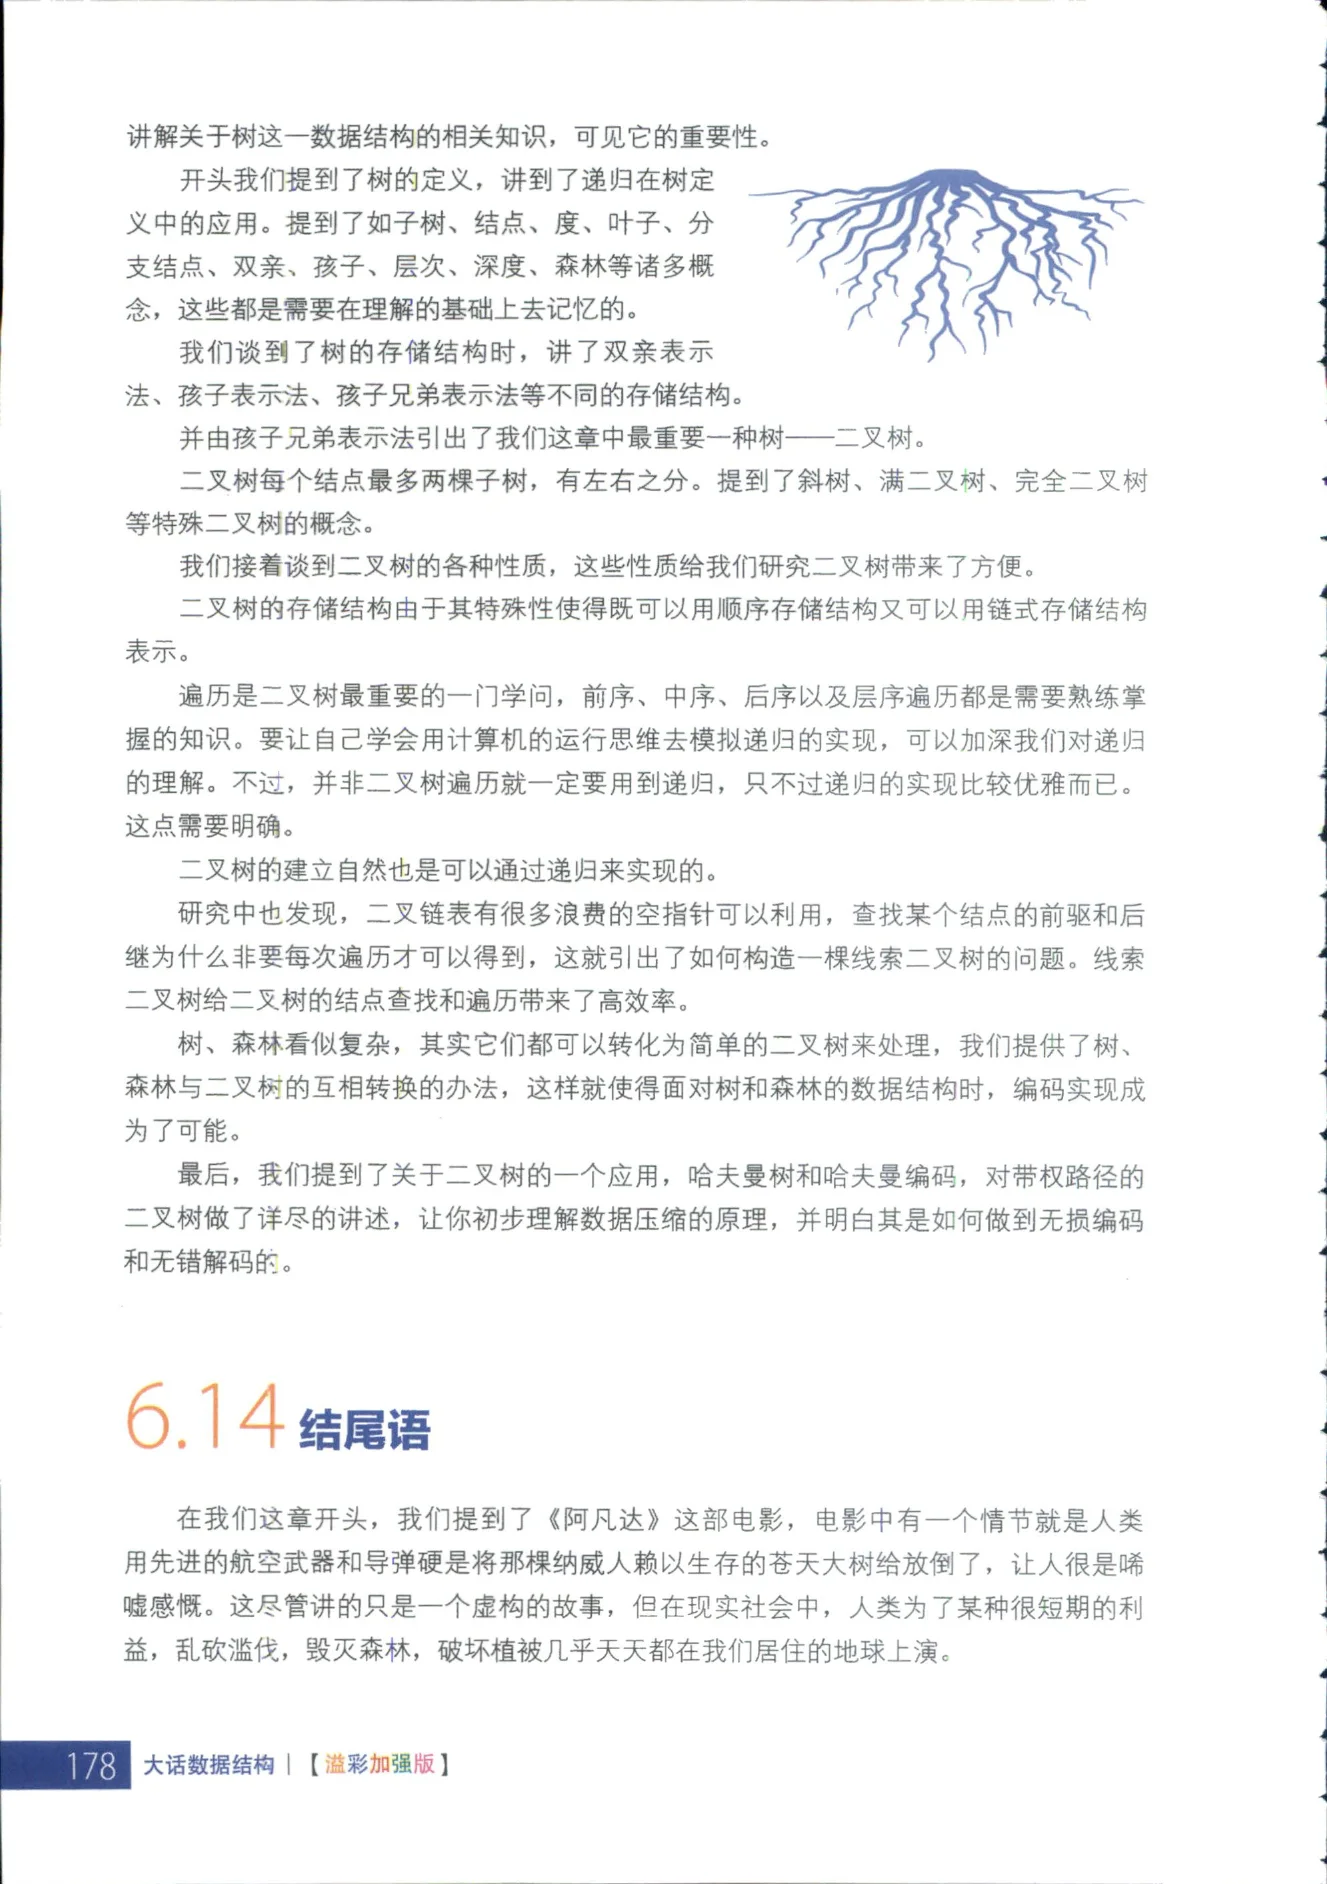 讲解关于树这一数据结构的相关知识，可见它的重要性。
开头我们提到了树的定义，讲到了递归在树定
义中的应用。提到了如子树、结点、度、叶子、分
支结点、双亲、孩子、层次、深度、森林等诸多概
念，这些都是需要在理解的基础上去记忆的。
我们谈到了树的存储结构时，讲了双亲表示
法、孩子表示法、孩子兄弟表示法等不同的存储结构。
并由孩子兄弟表示法引出了我们这章中最重要一种树——二叉树。
二叉树每个结点最多两棵子树，有左右之分。提到了斜树、满二叉树、完全二叉树
等特殊二叉树的概念。
我们接着谈到二叉树的各种性质，这些性质给我们研究二叉树带来了方便。
二叉树的存储结构由于其特殊性使得既可以用顺序存储结构又可以用链式存储结构
表示。
遍历是二叉树最重要的一门学问，前序、中序、后序以及层序遍历都是需要熟练掌
握的知识。要让自己学会用计算机的运行思维去模拟递归的实现，可以加深我们对递归
的理解。不过，并非二叉树遍历就一定要用到递归，只不过递归的实现比较优雅而已。
这点需要明确。
二叉树的建立自然也是可以通过递归来实现的。
研究中也发现，二叉链表有很多浪费的空指针可以利用，查找某个结点的前驱和后
继为什么非要每次遍历才可以得到，这就引出了如何构造一棵线索二叉树的问题。线索
二叉树给二叉树的结点查找和遍历带来了高效率。
树、森林看似复杂，其实它们都可以转化为简单的二叉树来处理，我们提供了树、
森林与二叉树的互相转换的办法，这样就使得面对树和森林的数据结构时，编码实现成
为了可能。
最后，我们提到了关于二叉树的一个应用，哈夫曼树和哈夫曼编码，对带权路径的
二叉树做了详尽的讲述，让你初步理解数据压缩的原理，并明白其是如何做到无损编码
和无错解码的。
6.14 结尾语
在我们这章开头，我们提到了《阿凡达》这部电影，电影中有一个情节就是人类
用先进的航空武器和导弹硬是将那棵纳威人赖以生存的苍天大树给放倒了，让人很是唏
嘘感慨。这尽管讲的只是一个虚构的故事，但在现实社会中，人类为了某种很短期的利
益，乱砍滥伐，毁灭森林，破坏植被几乎天天都在我们居住的地球上演。
178 大话数据结构 | 【溢彩加强版】